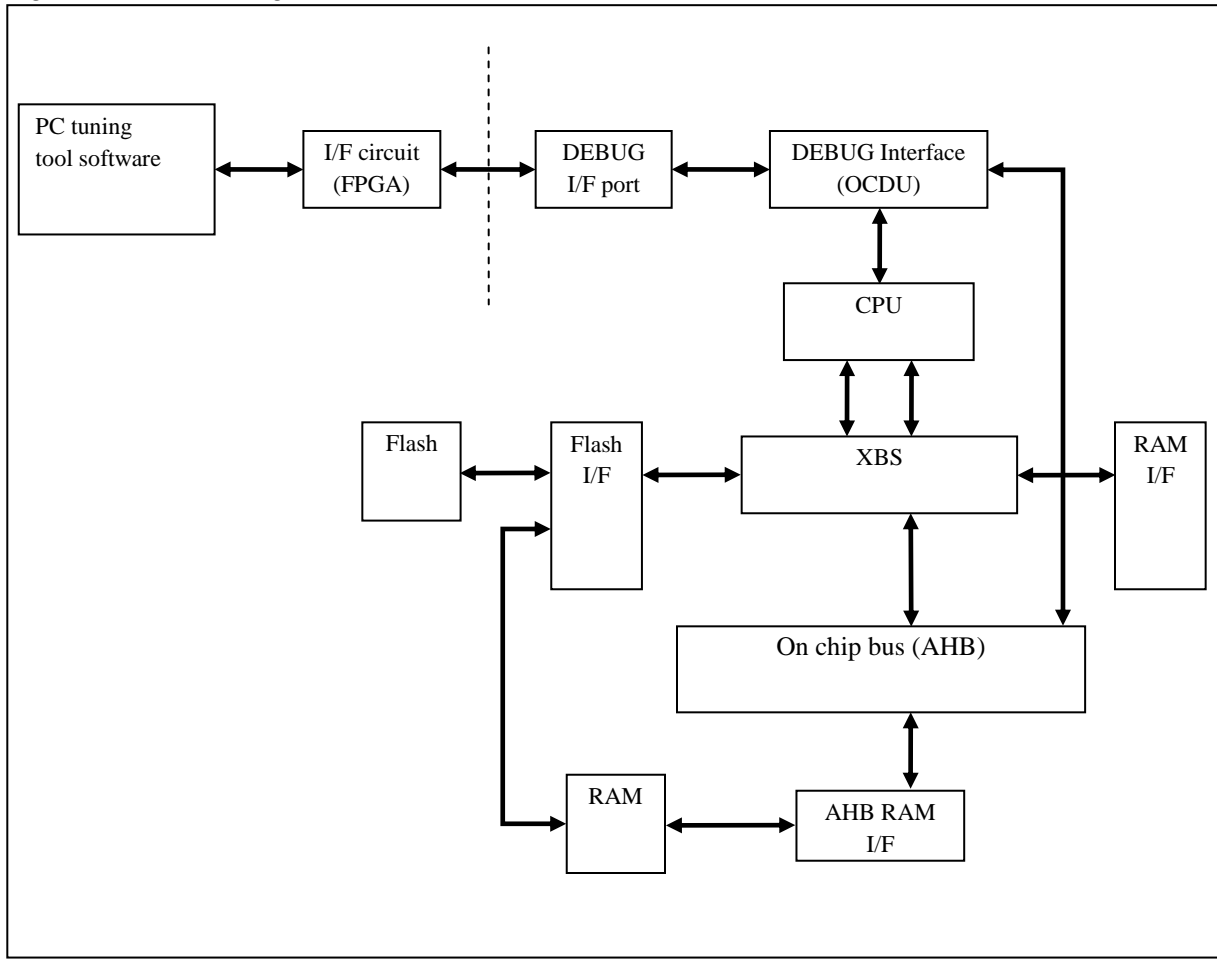 PC tuning
tool software
I/F circuit
(FPGA)
DEBUG
I/F port
DEBUG Interface
(OCDU)
CPU
Flash
Flash
I/F
XBS
RAM
I/F
On chip bus (AHB)
RAM
AHB RAM
I/F